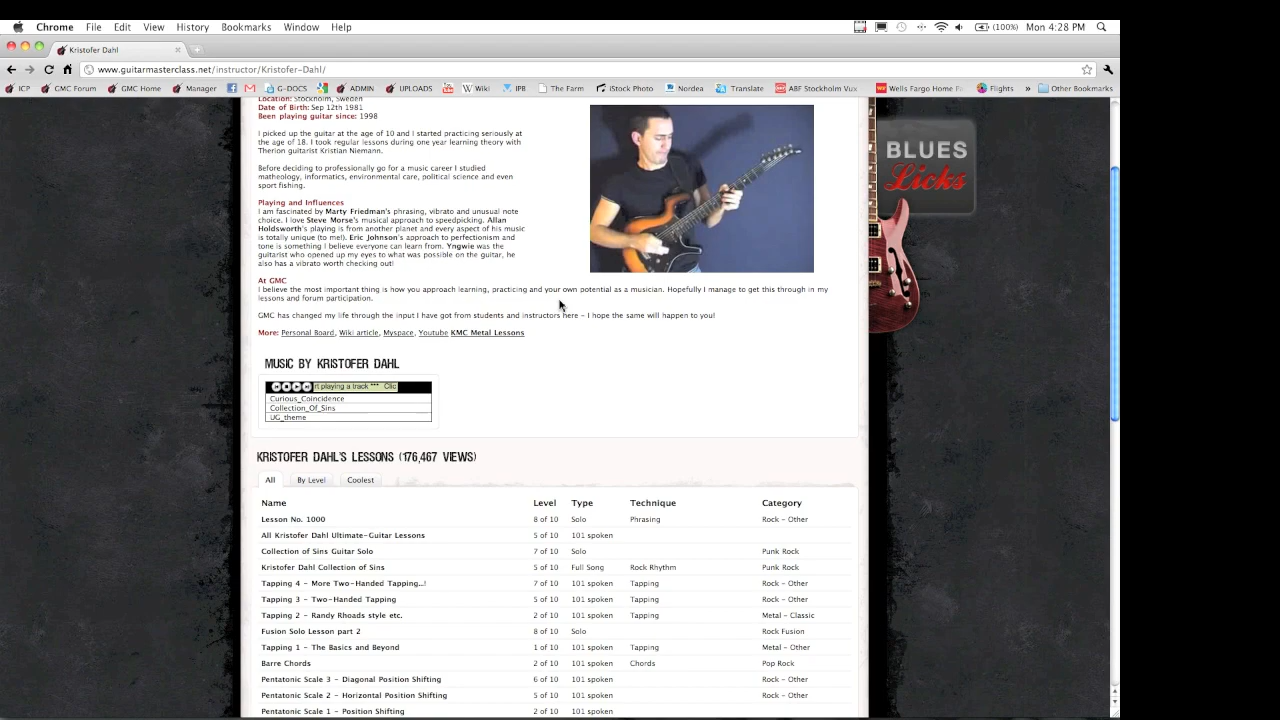 Chrome File Edit View History Bookmarks Window Help (100%) Mon 4:28 PM
Kristofer Dahl
www.guitarmasterclass.net/instructor/Kristofer-Dahl/
ICP GMC Forum GMC Home Manager G-DOCS ADMIN UPLOADS Wiki IPB The Farm iStock Photo Nordea Translate ABF Stockholm Vux Wells Fargo Home F Flights » Other Bookmarks
Location: Stockholm, Sweden
Date of Birth: Sep 12th 1981
Been playing guitar since: 1998
I picked up the guitar at the age of 10 and I started practicing seriously at
the age of 18. I took regular lessons during one year learning theory with
Therion guitarist Kristian Niemann.
Before deciding to professionally go for a music career I studied
matheology, informatics, environmental care, political science and even
sport fishing.
Playing and Influences
I am fascinated by Marty Friedman's phrasing, vibrato and unusual note
choice. I love Steve Morse's musical approach to speedpicking. Allan
Holdsworth's playing is from another planet and every aspect of his music
is totally unique (to me!). Eric Johnson's approach to perfectionism and
tone is something I believe everyone can learn from. Yngwie was the
guitarist who opened up my eyes to what was possible on the guitar, he
also has a vibrato worth checking out!
BLUES
Licks
At GMC
I believe the most important thing is how you approach learning, practicing and your own potential as a musician. Hopefully I manage to get this through in my
lessons and forum participation.
GMC has changed my life through the input I have got from students and instructors here - I hope the same will happen to you!
More: Personal Board, Wiki article, Myspace, Youtube KMC Metal Lessons
MUSIC BY KRISTOFER DAHL
rt playing a track *** Clic
Curious_Coincidence
Collection_Of_Sins
UG_theme
KRISTOFER DAHL'S LESSONS (176,467 VIEWS)
All By Level Coolest
Name Level Type Technique Category
Lesson No. 1000 8 of 10 Solo Phrasing Rock - Other
All Kristofer Dahl Ultimate-Guitar Lessons 5 of 10 101 spoken
Collection of Sins Guitar Solo 7 of 10 Solo Punk Rock
Kristofer Dahl Collection of Sins 5 of 10 Full Song Rock Rhythm Punk Rock
Tapping 4 - More Two-Handed Tapping..! 7 of 10 101 spoken Tapping Rock - Other
Tapping 3 - Two-Handed Tapping 5 of 10 101 spoken Tapping Rock - Other
Tapping 2 - Randy Rhoads style etc. 2 of 10 101 spoken Tapping Metal - Classic
Fusion Solo Lesson part 2 8 of 10 Solo Rock Fusion
Tapping 1 - The Basics and Beyond 1 of 10 101 spoken Tapping Metal - Other
Barre Chords 2 of 10 101 spoken Chords Pop Rock
Pentatonic Scale 3 - Diagonal Position Shifting 6 of 10 101 spoken Rock - Other
Pentatonic Scale 2 - Horizontal Position Shifting 5 of 10 101 spoken Rock - Other
Pentatonic Scale 1 - Position Shifting 2 of 10 101 spoken